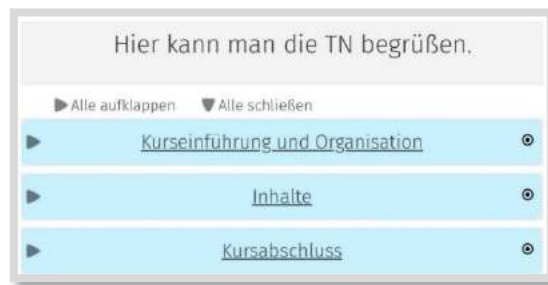 Hier kann man die TN begrüßen.
Alle aufklappen Alle schließen
Kurseinführung und Organisation
Inhalte
Kursabschluss